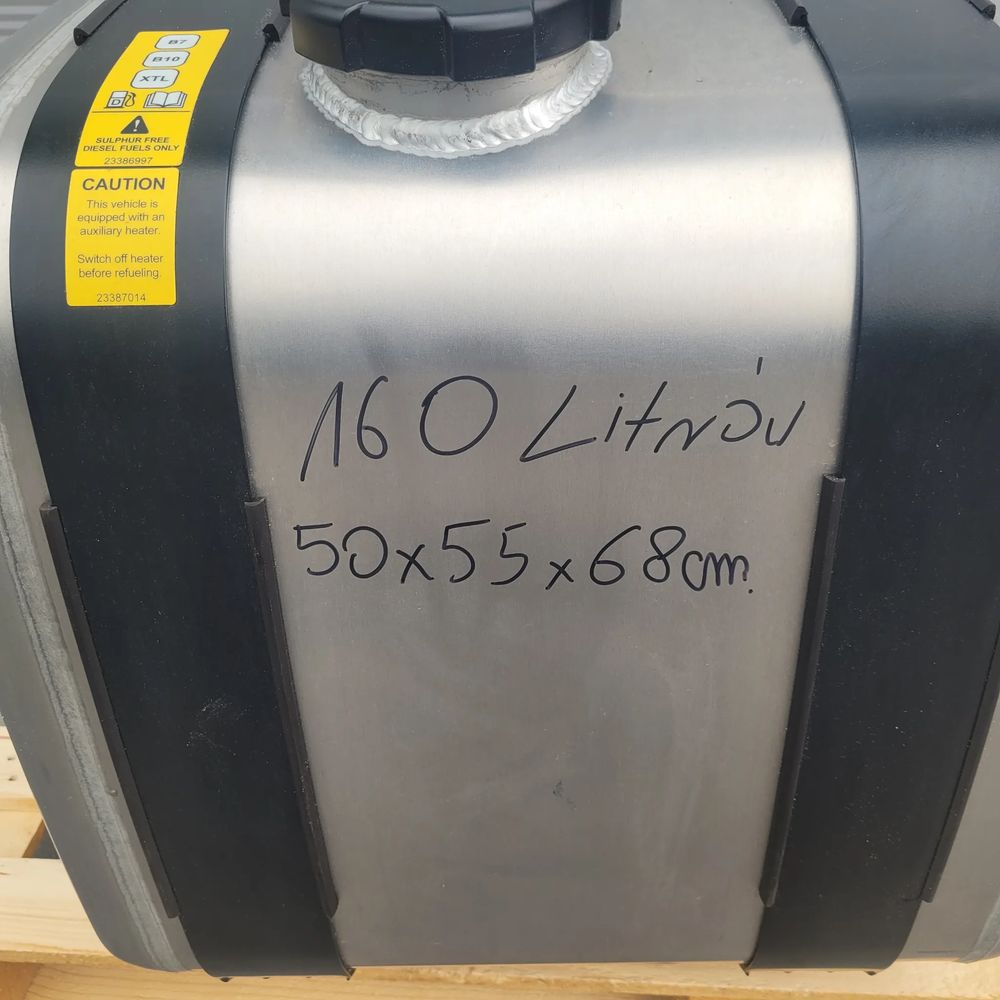 B7
B10
XTL
D
SULPHUR FREE
DIESEL FUELS ONLY
23386997
CAUTION
This vehicle is
equipped with an
auxiliary heater.
Switch off heater
before refueling.
23387014
160 Litrów
50x55x68cm.